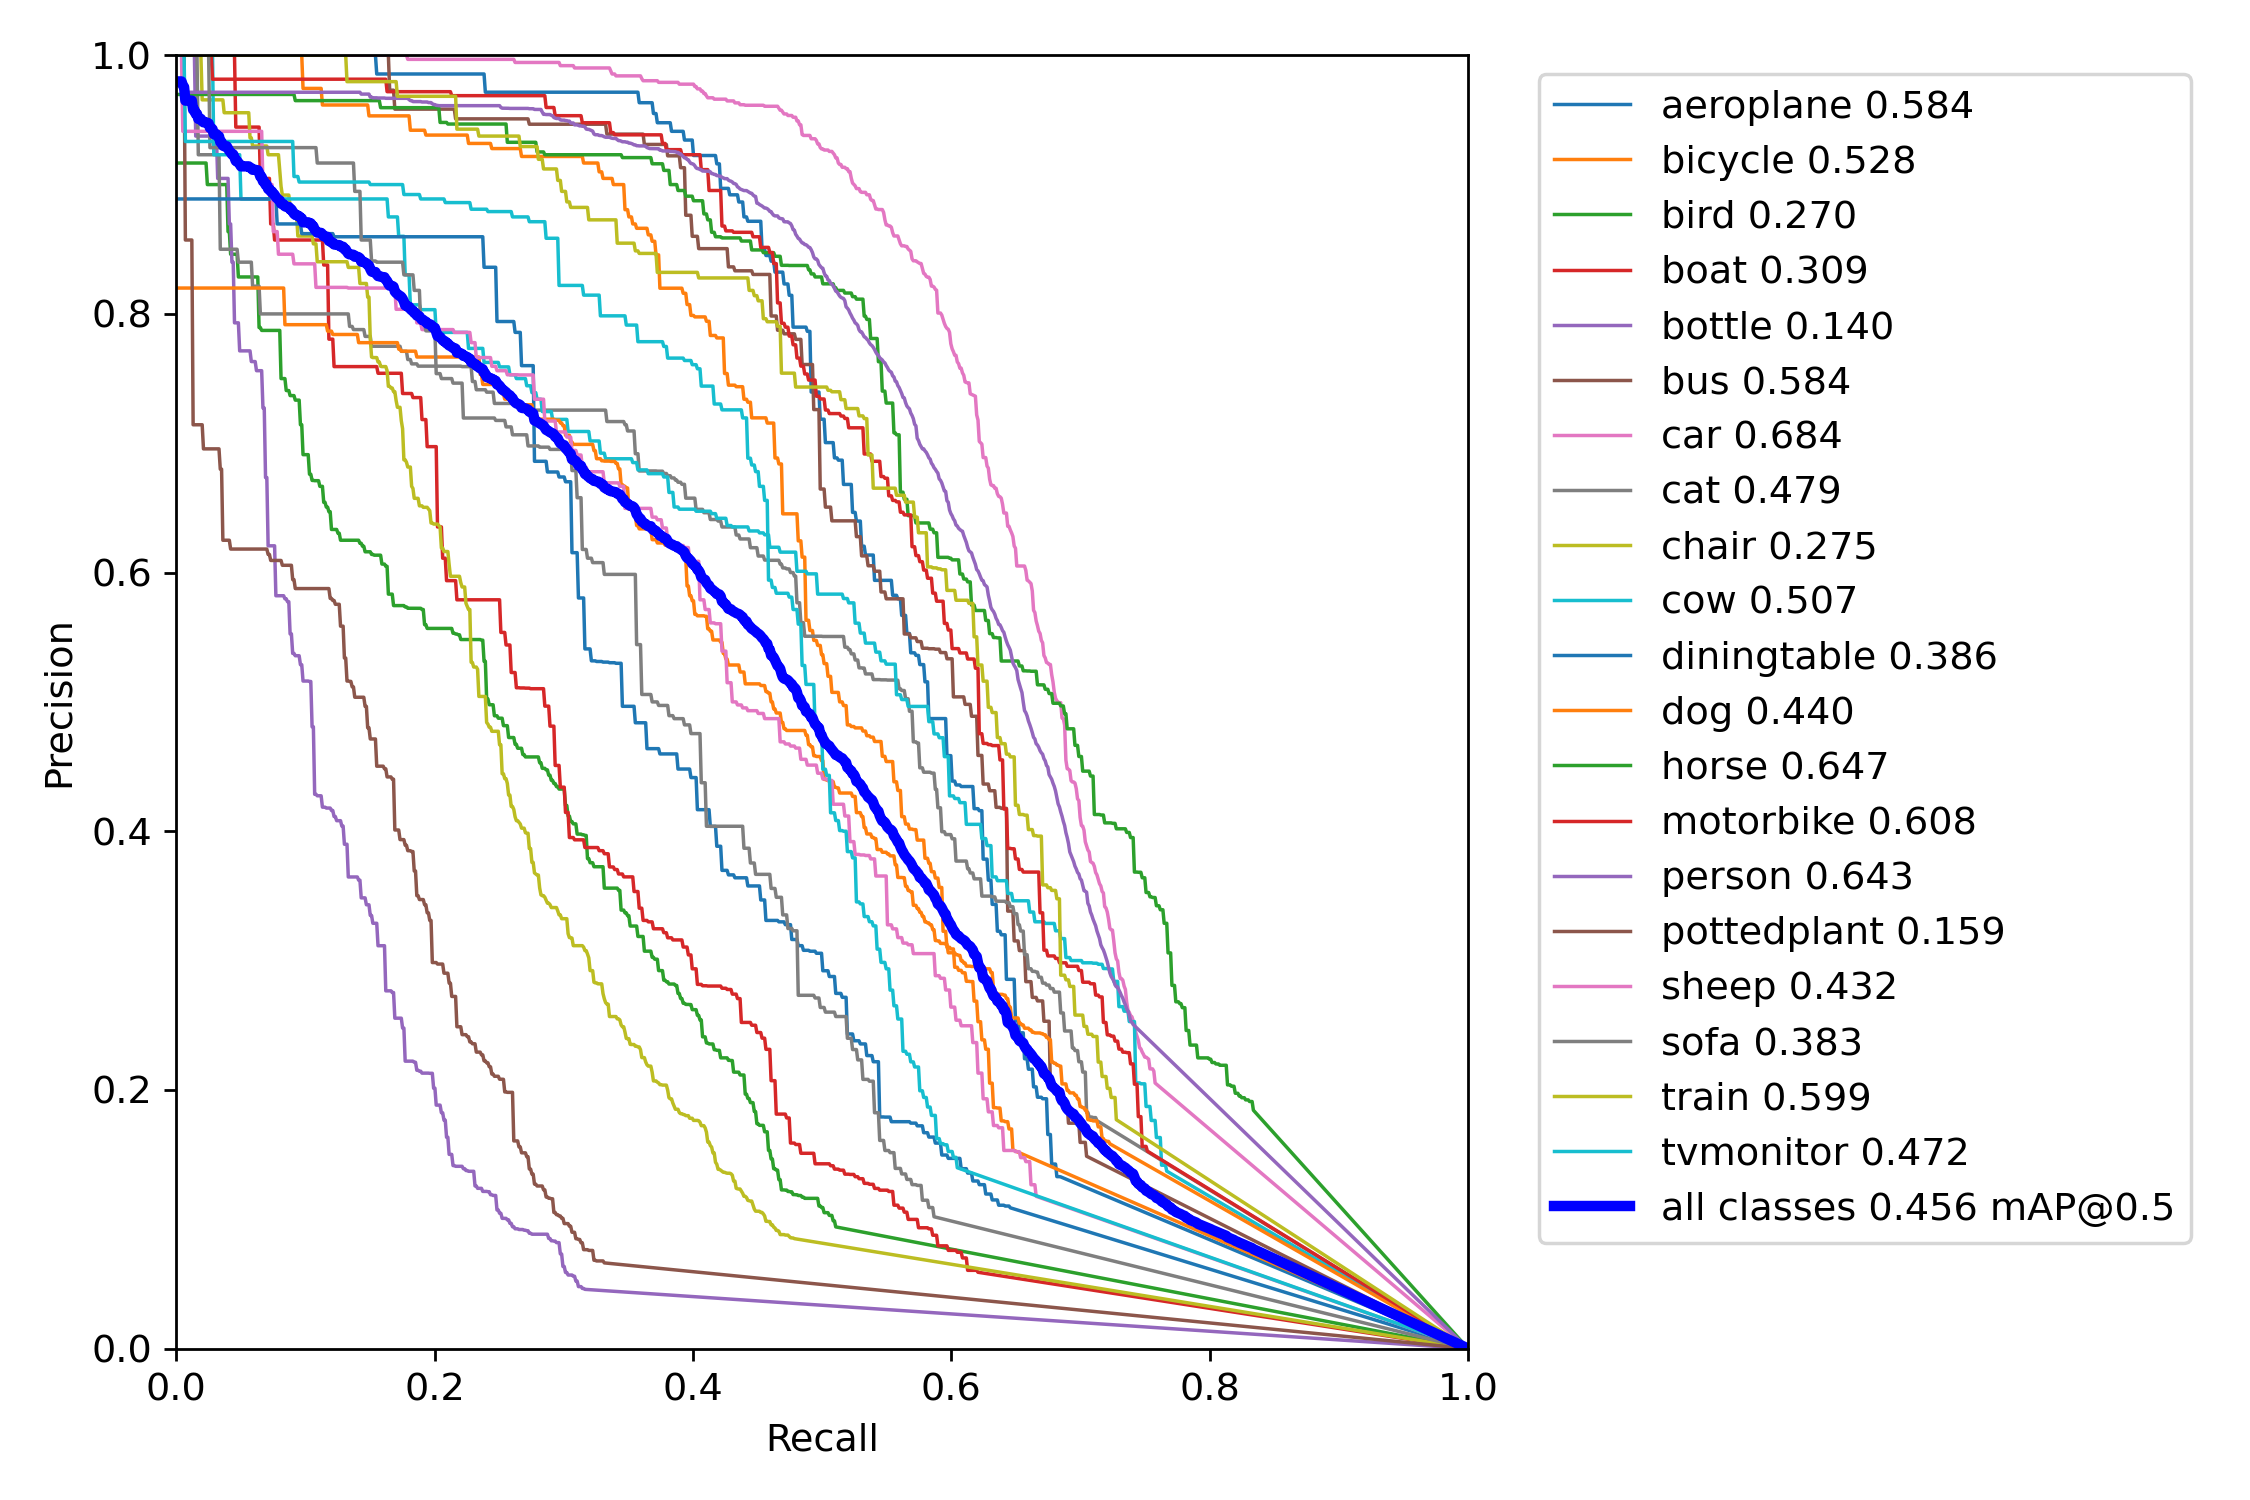 1.0
0.8
0.6
0.4
0.2
0.0
Precision
0.0 0.2 0.4 0.6 0.8 1.0
Recall
aeroplane 0.584
bicycle 0.528
bird 0.270
boat 0.309
bottle 0.140
bus 0.584
car 0.684
cat 0.479
chair 0.275
cow 0.507
diningtable 0.386
dog 0.440
horse 0.647
motorbike 0.608
person 0.643
pottedplant 0.159
sheep 0.432
sofa 0.383
train 0.599
tvmonitor 0.472
all classes 0.456 mAP@0.5